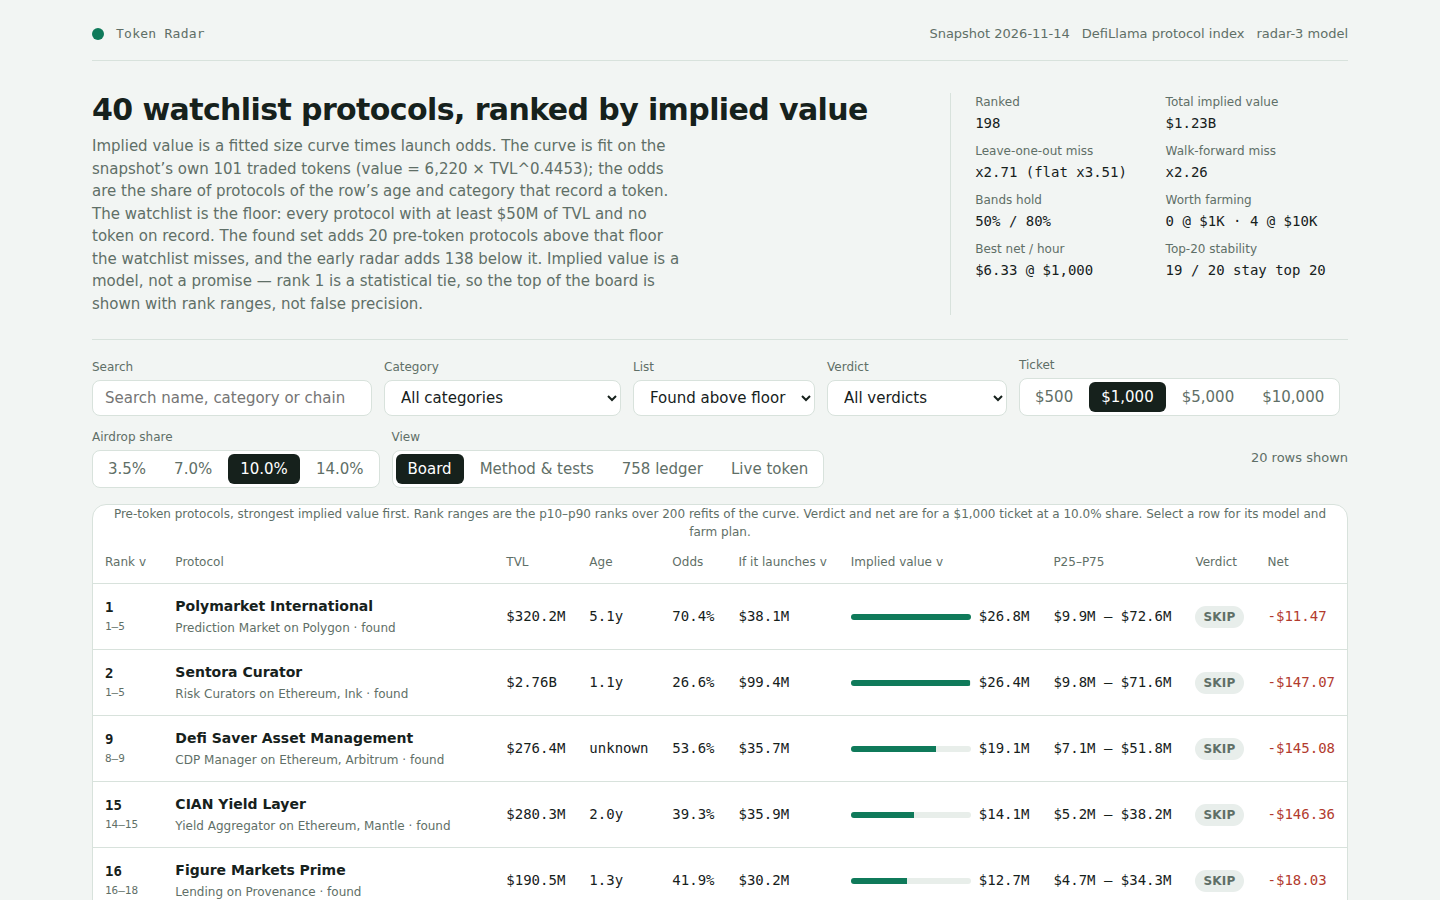 Token Radar
Snapshot 2026-11-14 DefiLlama protocol index radar-3 model
40 watchlist protocols, ranked by implied value
Implied value is a fitted size curve times launch odds. The curve is fit on the
snapshot's own 101 traded tokens (value = 6,220 × TVL^0.4453); the odds
are the share of protocols of the row's age and category that record a token.
The watchlist is the floor: every protocol with at least $50M of TVL and no
token on record. The found set adds 20 pre-token protocols above that floor
the watchlist misses, and the early radar adds 138 below it. Implied value is a
model, not a promise — rank 1 is a statistical tie, so the top of the board is
shown with rank ranges, not false precision.
Ranked Total implied value
198 $1.23B
Leave-one-out miss Walk-forward miss
x2.71 (flat x3.51) x2.26
Bands hold Worth farming
50% / 80% 0 @ $1K · 4 @ $10K
Best net / hour Top-20 stability
$6.33 @ $1,000 19 / 20 stay top 20
Search Category List Verdict Ticket
Search name, category or chain All categories Found above floor All verdicts $500 $1,000 $5,000 $10,000
Airdrop share View
3.5% 7.0% 10.0% 14.0% Board Method & tests 758 ledger Live token 20 rows shown
Pre-token protocols, strongest implied value first. Rank ranges are the p10–p90 ranks over 200 refits of the curve. Verdict and net are for a $1,000 ticket at a 10.0% share. Select a row for its model and
farm plan.
Rank v Protocol TVL Age Odds If it launches v Implied value v P25–P75 Verdict Net
1 Polymarket International $320.2M 5.1y 70.4% $38.1M $26.8M $9.9M – $72.6M SKIP -$11.47
1–5 Prediction Market on Polygon · found
2 Sentora Curator $2.76B 1.1y 26.6% $99.4M $26.4M $9.8M – $71.6M SKIP -$147.07
1–5 Risk Curators on Ethereum, Ink · found
9 Defi Saver Asset Management $276.4M unknown 53.6% $35.7M $19.1M $7.1M – $51.8M SKIP -$145.08
8–9 CDP Manager on Ethereum, Arbitrum · found
15 CIAN Yield Layer $280.3M 2.0y 39.3% $35.9M $14.1M $5.2M – $38.2M SKIP -$146.36
14–15 Yield Aggregator on Ethereum, Mantle · found
16 Figure Markets Prime $190.5M 1.3y 41.9% $30.2M $12.7M $4.7M – $34.3M SKIP -$18.03
16–18 Lending on Provenance · found